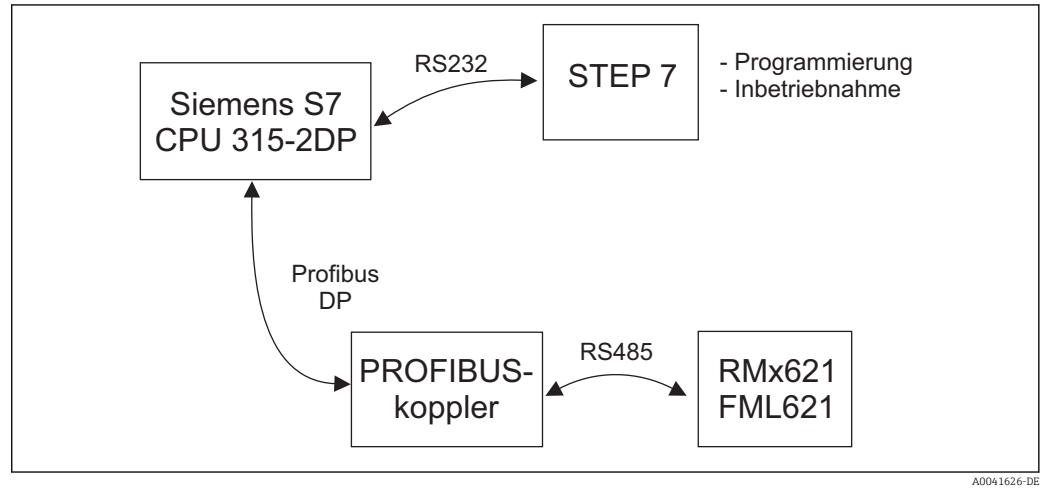 RS232
STEP 7
- Programmierung
- Inbetriebnahme
Siemens S7
CPU 315-2DP
Profibus
DP
PROFIBUS-
koppler
RS485
RMx621
FML621
A0041626-DE